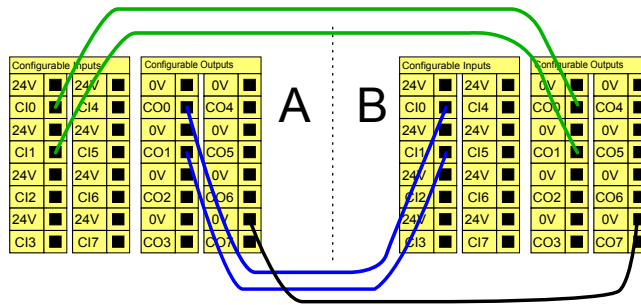 Configurable Inputs Configurable Outputs A B Configurable Inputs Configurable Outputs
24V 24V 0V 0V 24V 24V 0V 0V
CI0 CI4 CO0 CO4 CI0 CI4 CO0 CO4
24V 24V 0V 0V 24V 24V 0V 0V
CI1 CI5 CO1 CO5 CI1 CI5 CO1 CO5
24V 24V 0V 0V 24V 24V 0V 0V
CI2 CI6 CO2 CO6 CI2 CI6 CO2 CO6
24V 24V 0V 0V 24V 24V 0V 0V
CI3 CI7 CO3 CO7 CI3 CI7 CO3 CO7